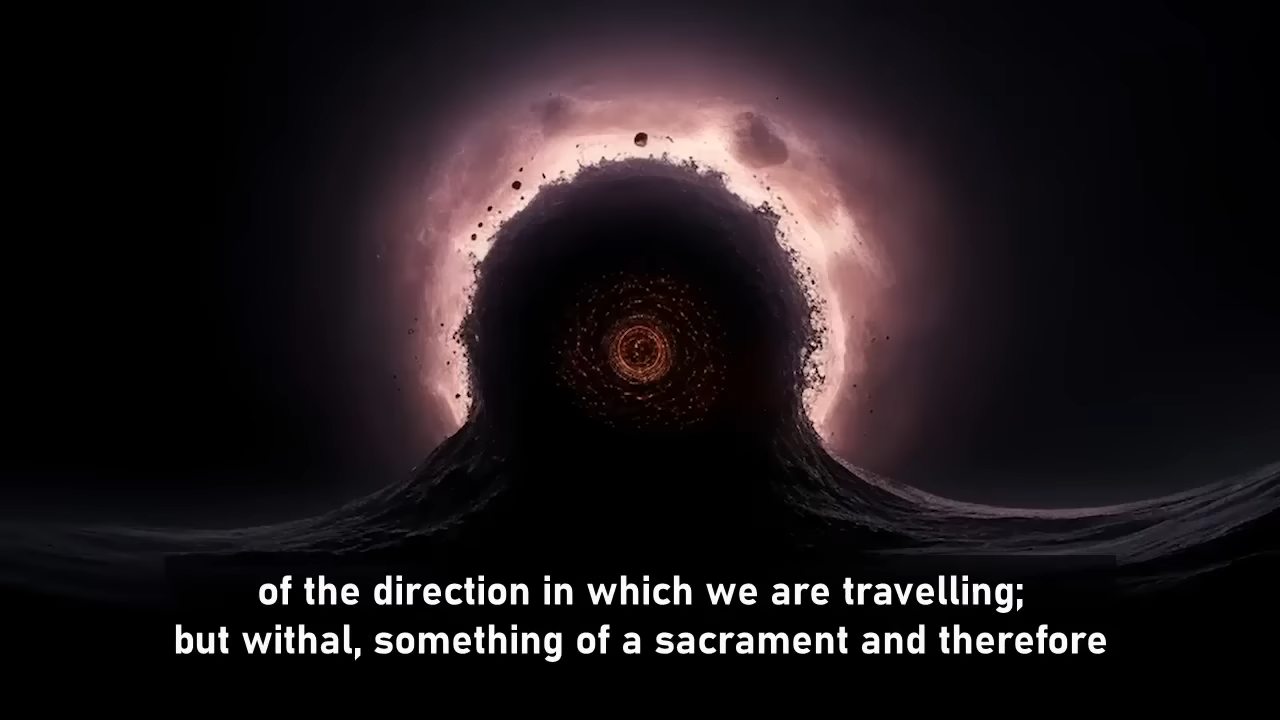 of the direction in which we are travelling;
but withal, something of a sacrament and therefore